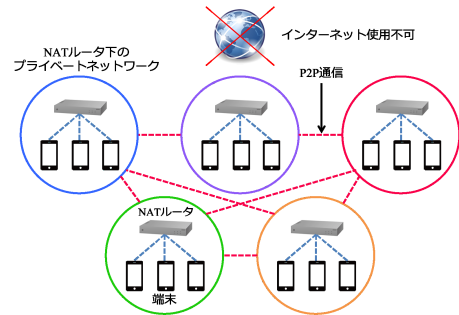 インターネット使用不可
NATルータ下の
プライベートネットワーク
P2P通信
NATルータ
端末